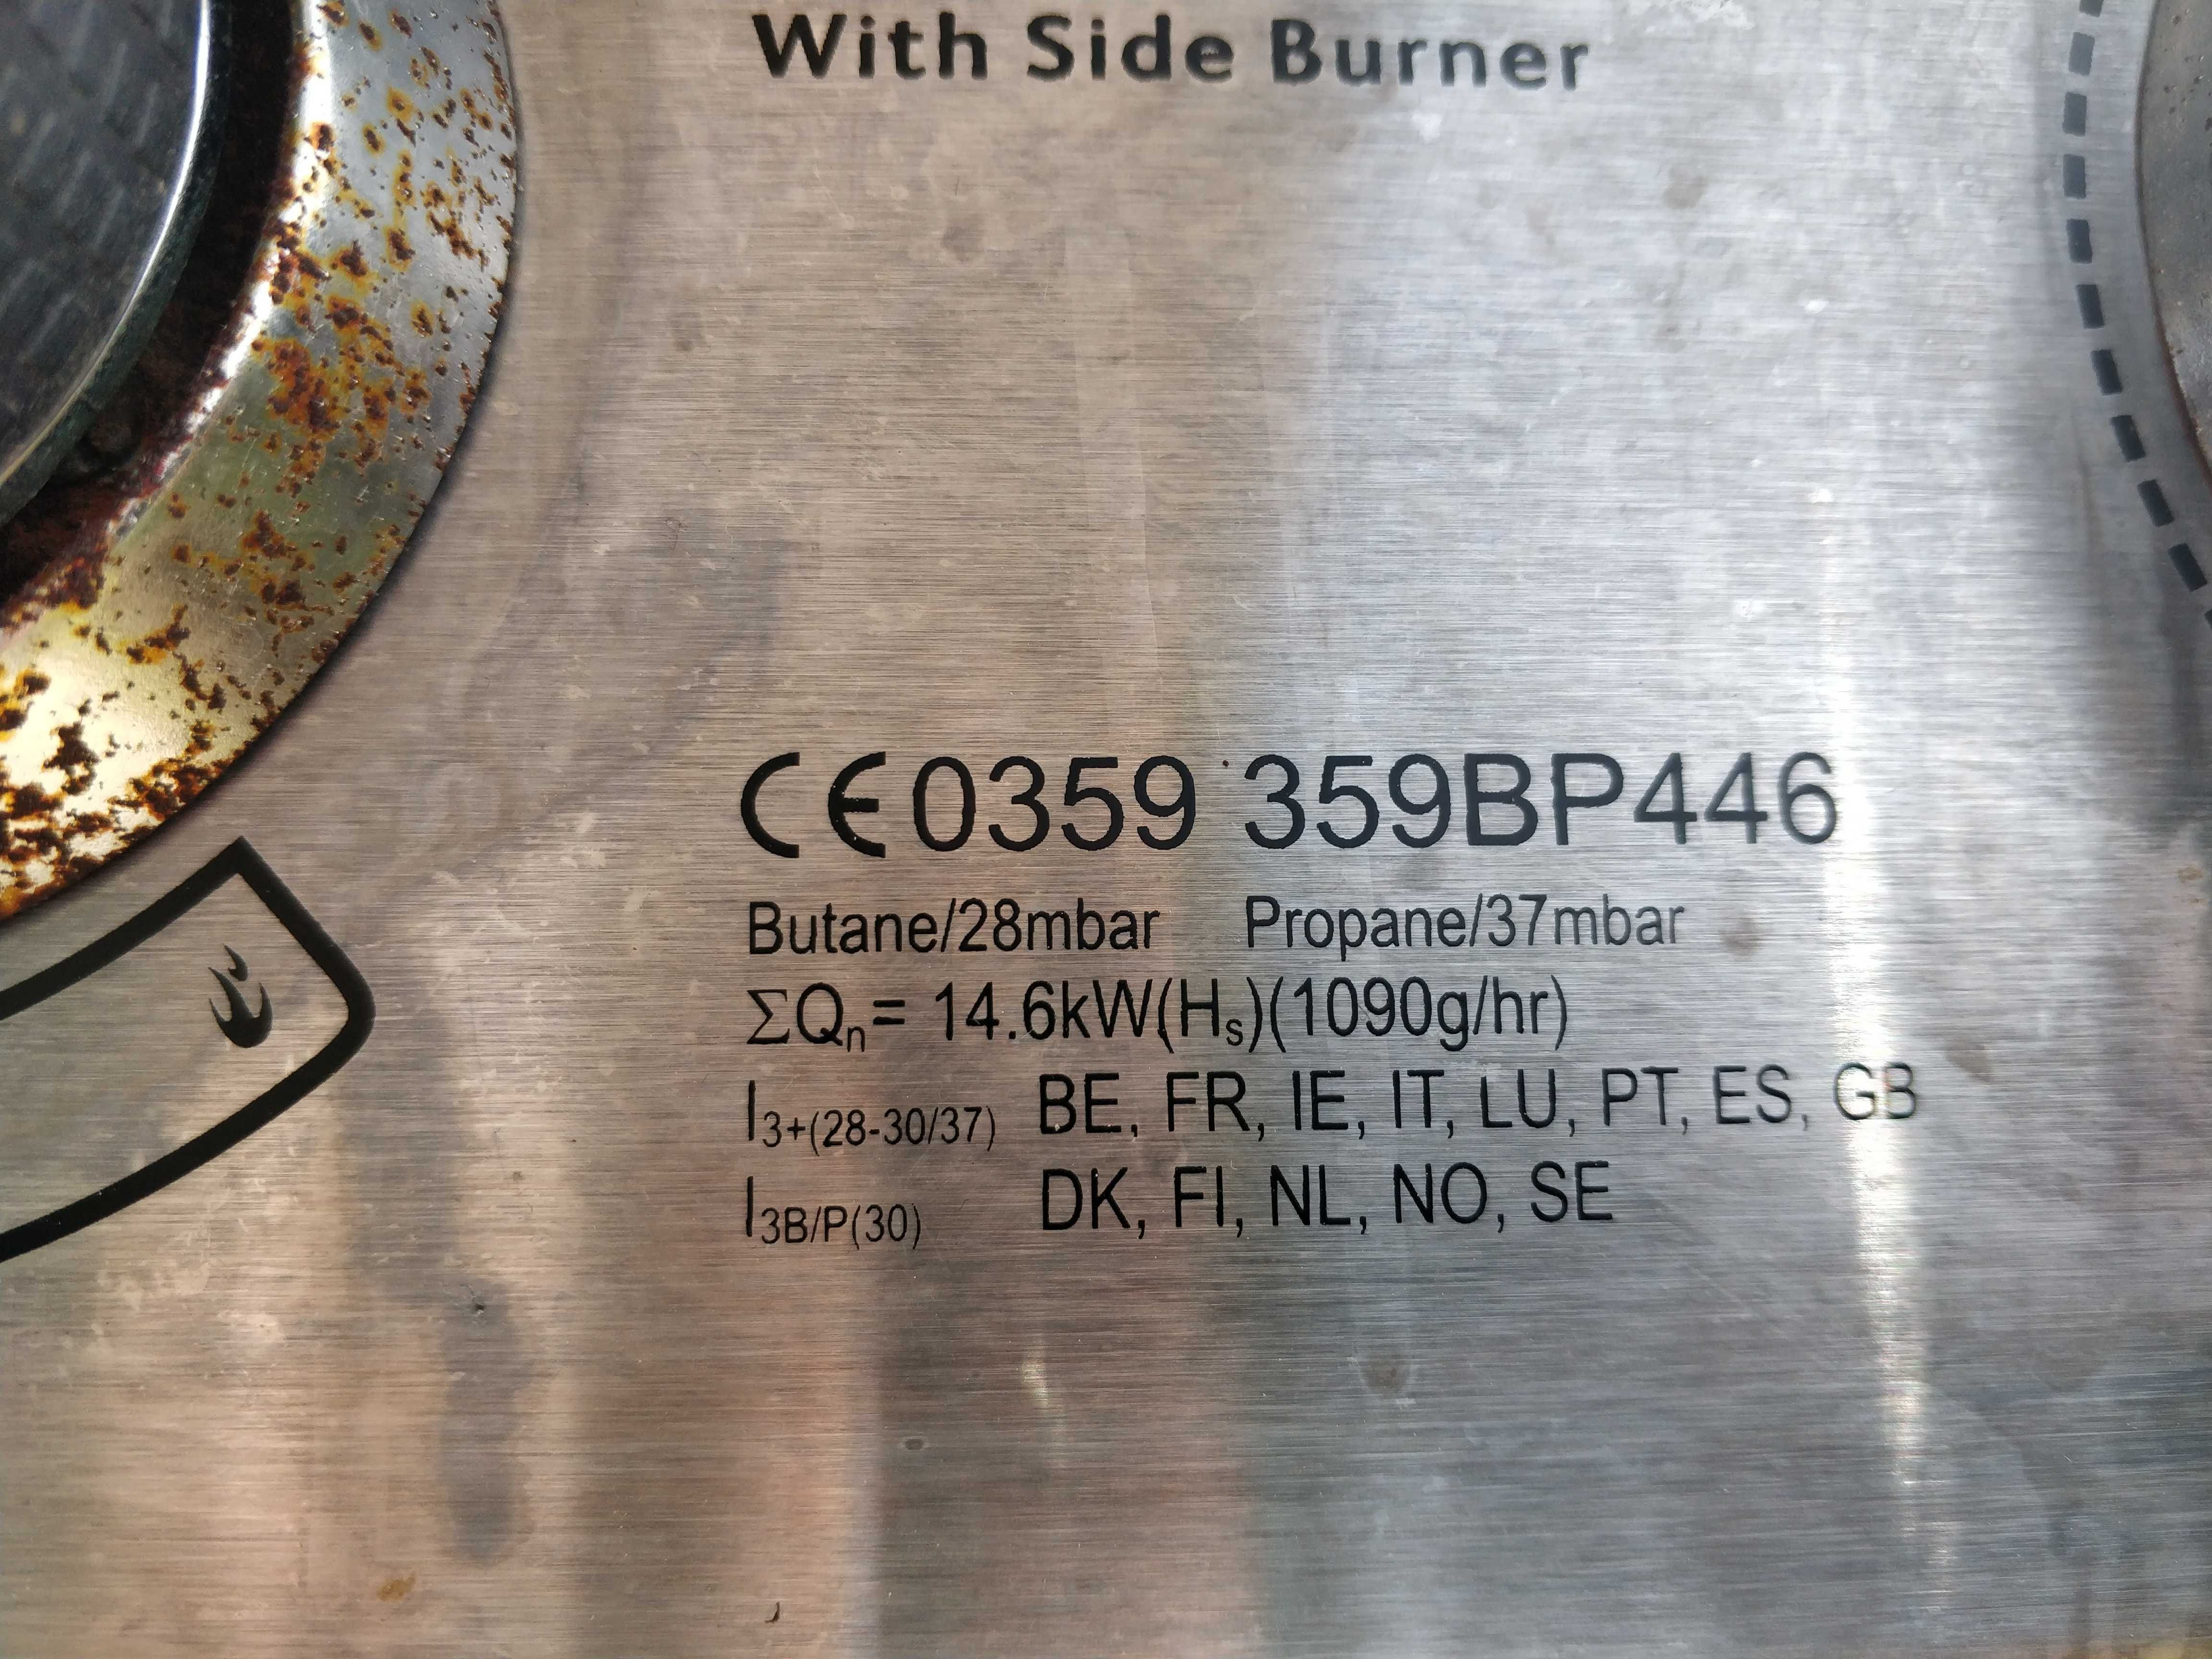 With Side Burner
CE0359 359BP446
Butane/28mbar Propane/37mbar
ΣQn= 14.6kW(Hs)(1090g/hr)
I3+(28-30/37) BE, FR, IE, IT, LU, PT, ES, GB
I3B/P(30) DK, FI, NL, NO, SE